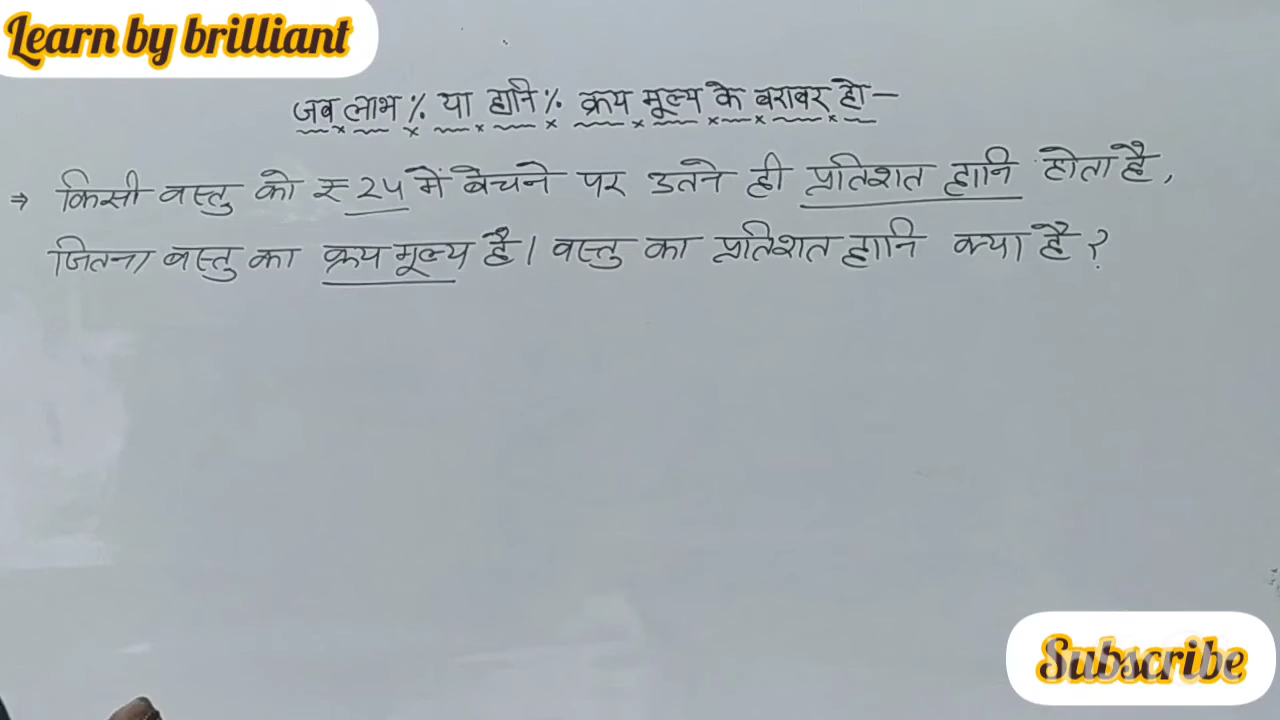 Learn by brilliant
जब लाभ % या हानि % क्रय मूल्य के बराबर हो —
⇒ किसी वस्तु को ₹ 24 में बेचने पर उतने ही प्रतिशत हानि होता है,
जितना वस्तु का क्रय मूल्य है। वस्तु का प्रतिशत हानि क्या है?
Subscribe